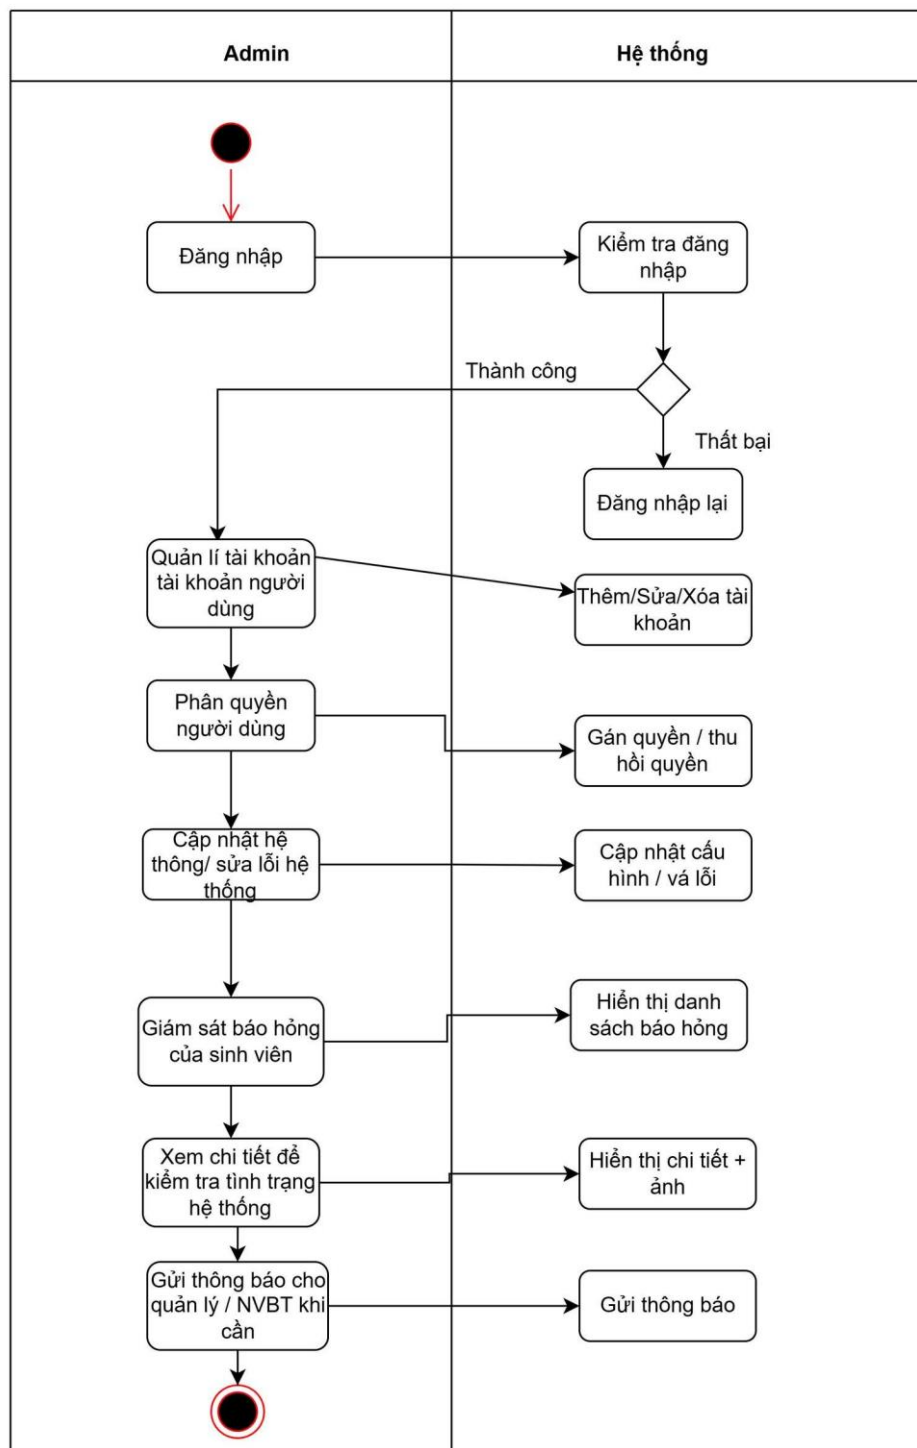 Admin
Hệ thống
Đăng nhập
Kiểm tra đăng
nhập
Thành công
Thất bại
Đăng nhập lại
Quản lí tài khoản
tài khoản người
dùng
Thêm/Sửa/Xóa tài
khoản
Phân quyền
người dùng
Gán quyền / thu
hồi quyền
Cập nhật hệ
thông/ sửa lỗi hệ
thống
Cập nhật cấu
hình / vá lỗi
Giám sát báo hỏng
của sinh viên
Hiển thị danh
sách báo hỏng
Xem chi tiết để
kiểm tra tình trạng
hệ thống
Hiển thị chi tiết +
ảnh
Gửi thông báo cho
quản lý / NVBT khi
cần
Gửi thông báo